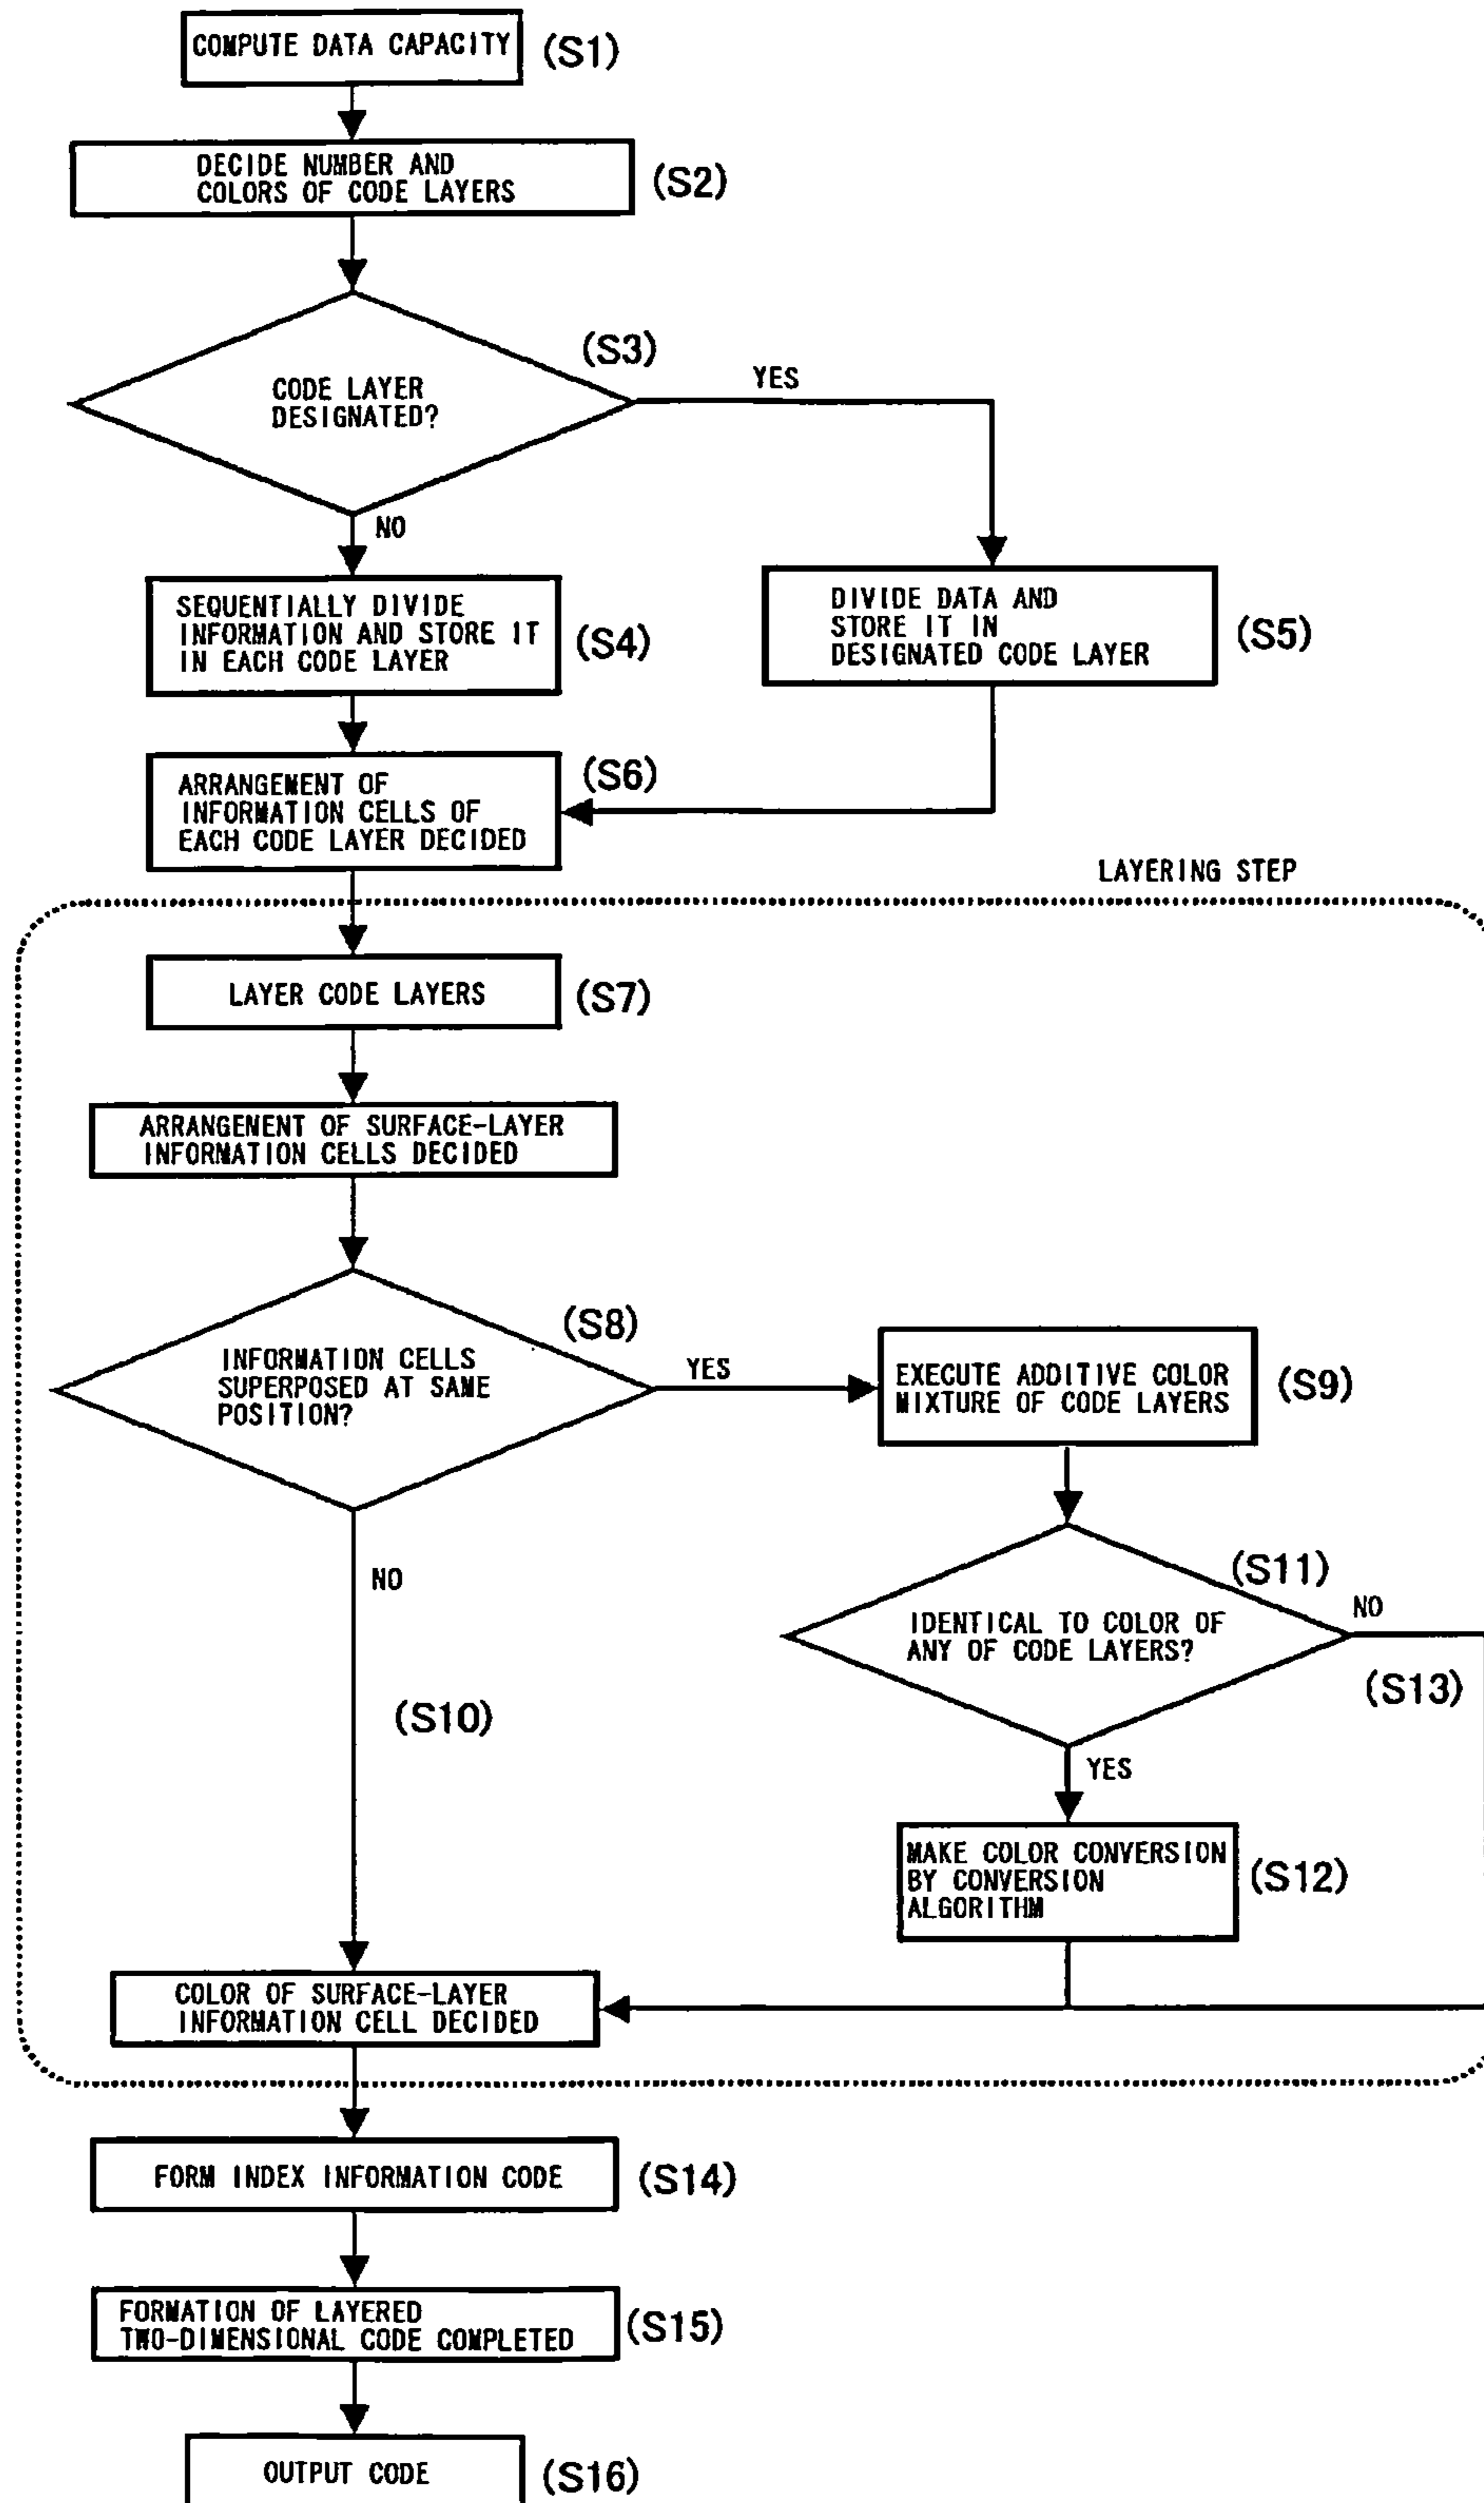 COMPUTE DATA CAPACITY
(S1)
DECIDE NUMBER AND
COLORS OF CODE LAYERS
(S2)
CODE LAYER
DESIGNATED?
(S3)
YES
NO
SEQUENTIALLY DIVIDE
INFORMATION AND STORE IT
IN EACH CODE LAYER
(S4)
DIVIDE DATA AND
STORE IT IN
DESIGNATED CODE LAYER
(S5)
ARRANGEMENT OF
INFORMATION CELLS OF
EACH CODE LAYER DECIDED
(S6)
LAYERING STEP
LAYER CODE LAYERS
(S7)
ARRANGEMENT OF SURFACE-LAYER
INFORMATION CELLS DECIDED
INFORMATION CELLS
SUPERPOSED AT SAME
POSITION?
(S8)
YES
EXECUTE ADDITIVE COLOR
MIXTURE OF CODE LAYERS
(S9)
NO
(S10)
IDENTICAL TO COLOR OF
ANY OF CODE LAYERS?
(S11)
NO
(S13)
YES
MAKE COLOR CONVERSION
BY CONVERSION
ALGORITHM
(S12)
COLOR OF SURFACE-LAYER
INFORMATION CELL DECIDED
FORM INDEX INFORMATION CODE
(S14)
FORMATION OF LAYERED
TWO-DIMENSIONAL CODE COMPLETED
(S15)
OUTPUT CODE
(S16)